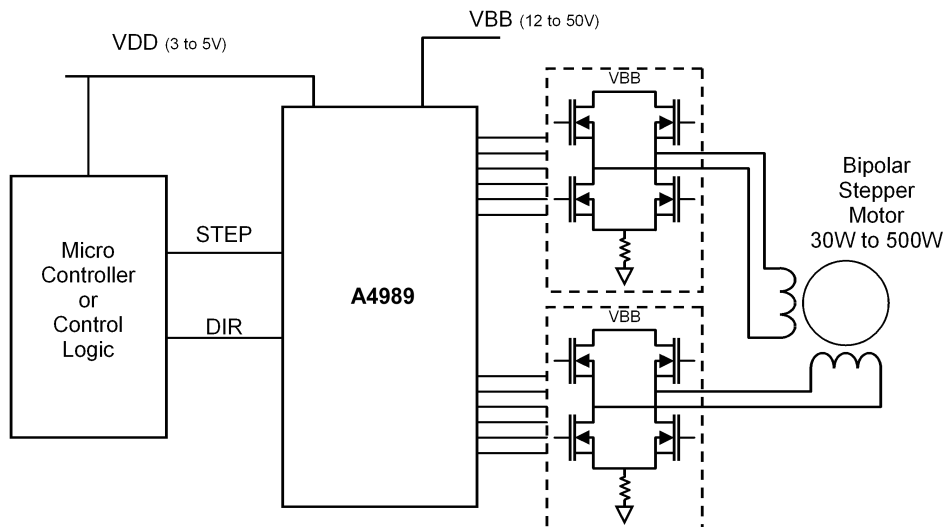 VDD (3 to 5V)
VBB (12 to 50V)
VBB
Bipolar
Stepper
Motor
30W to 500W
Micro
Controller
or
Control
Logic
STEP
DIR
A4989
VBB